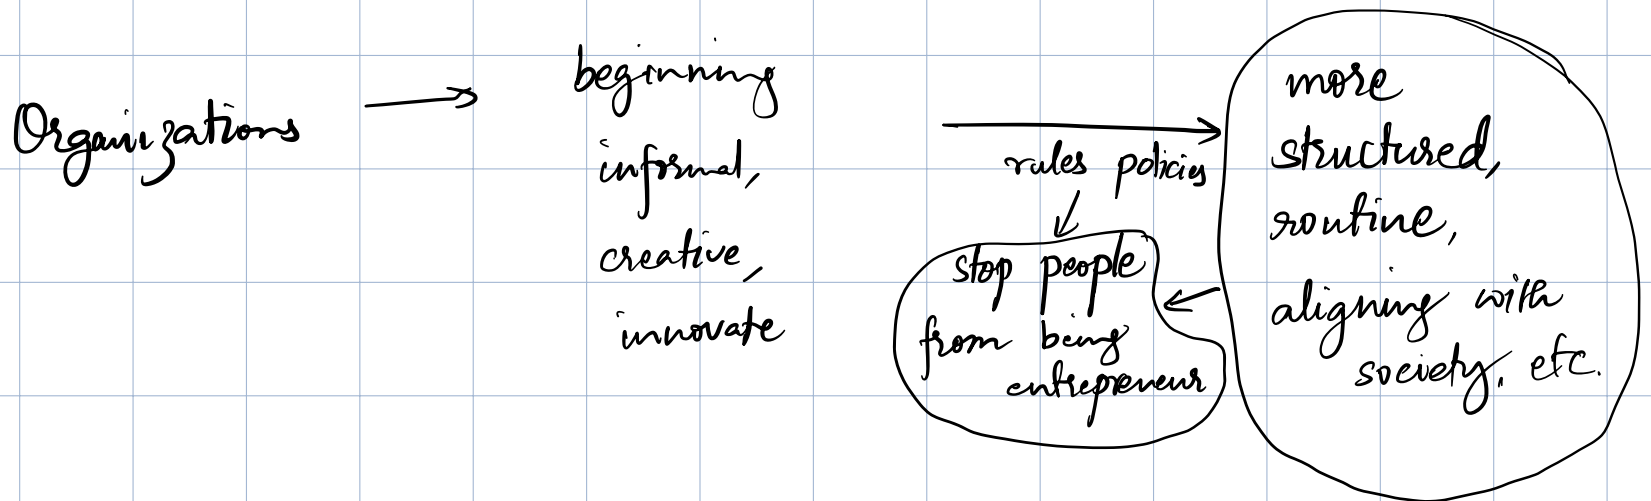 Organizations
beginning
informal,
creative,
innovate
rules policies
stop people
from being
entrepreneur
more
structured,
routine,
aligning with
society, etc.